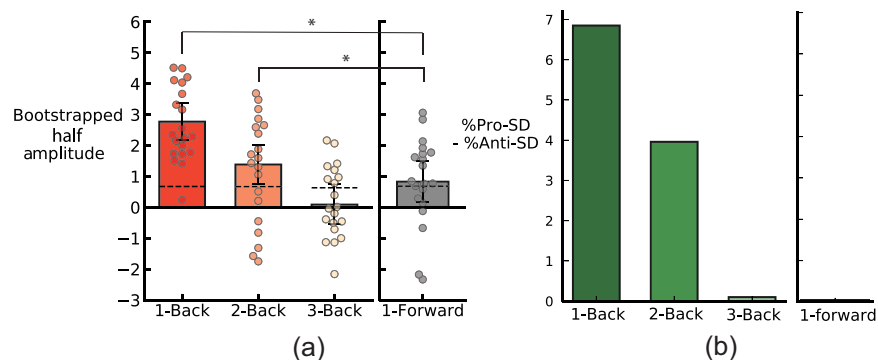 6
5
4
3
2
1
0
−1
−2
−3
Bootstrapped
half
amplitude
*
*
1-Back 2-Back 3-Back 1-Forward
(a)
7
6
5
4
3
2
1
0
%Pro-SD
- %Anti-SD
1-Back 2-Back 3-Back 1-forward
(b)